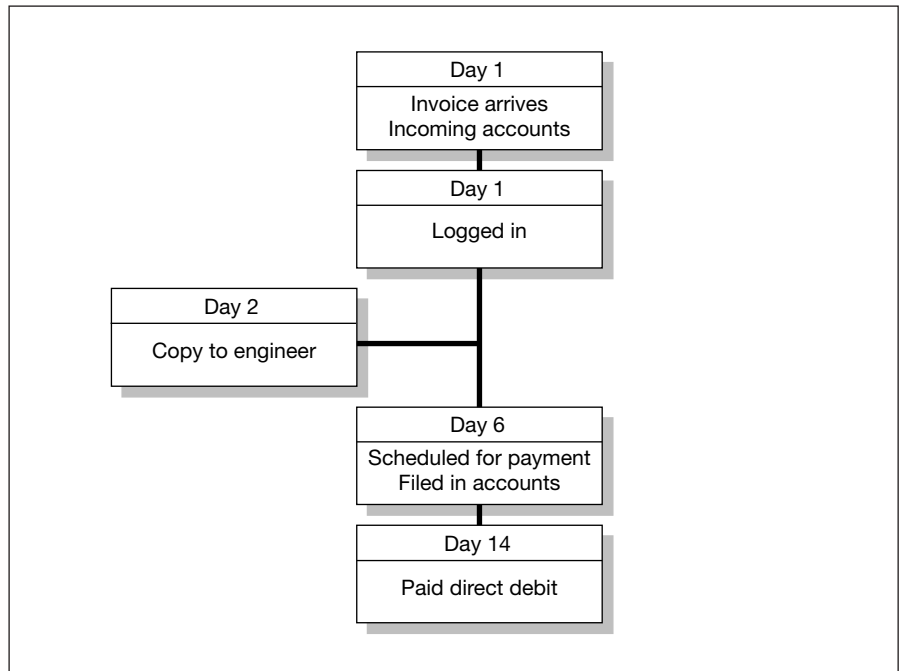 Day 1
Invoice arrives
Incoming accounts
Day 1
Logged in
Day 2
Copy to engineer
Day 6
Scheduled for payment
Filed in accounts
Day 14
Paid direct debit